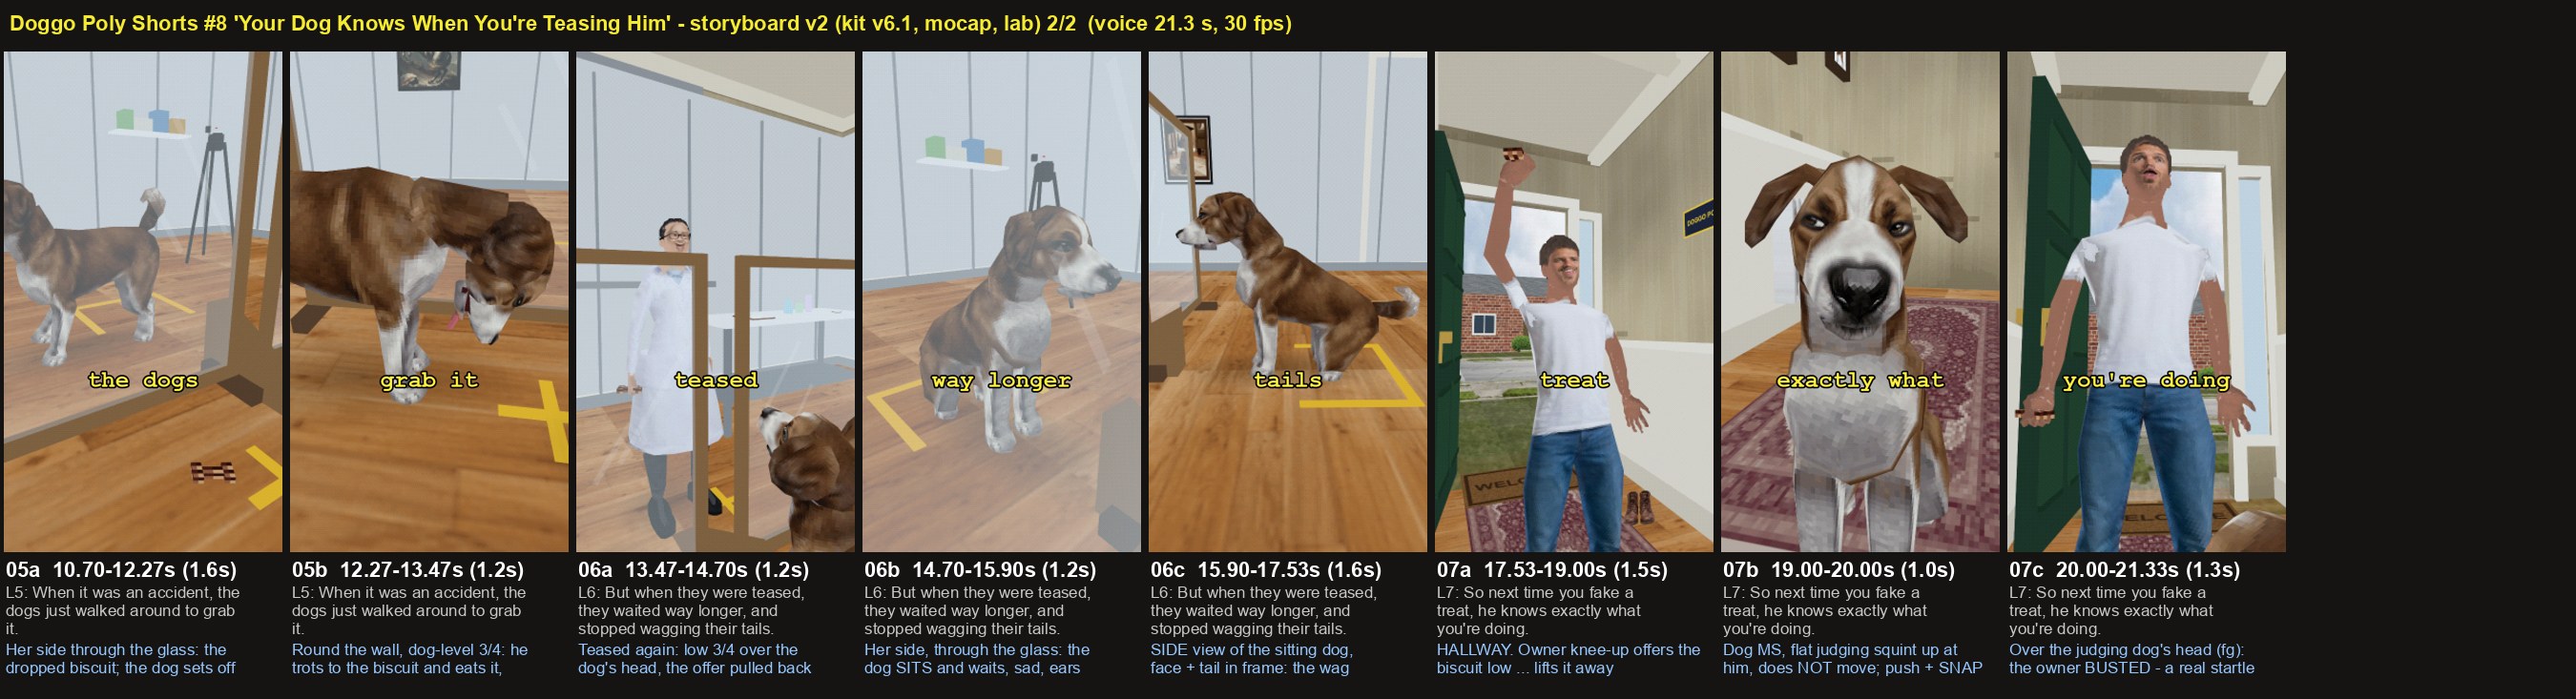 Doggo Poly Shorts #8 'Your Dog Knows When You're Teasing Him' - storyboard v2 (kit v6.1, mocap, lab) 2/2 (voice 21.3 s, 30 fps)
the dogs
grab it
teased
way longer
tails
treat
exactly what
you're doing
DOGGO PO
WELC
WELCOM
05a 10.70-12.27s (1.6s)
L5: When it was an accident, the
dogs just walked around to grab
it.
Her side through the glass: the
dropped biscuit; the dog sets off
05b 12.27-13.47s (1.2s)
L5: When it was an accident, the
dogs just walked around to grab
it.
Round the wall, dog-level 3/4: he
trots to the biscuit and eats it,
06a 13.47-14.70s (1.2s)
L6: But when they were teased,
they waited way longer, and
stopped wagging their tails.
Teased again: low 3/4 over the
dog's head, the offer pulled back
06b 14.70-15.90s (1.2s)
L6: But when they were teased,
they waited way longer, and
stopped wagging their tails.
Her side, through the glass: the
dog SITS and waits, sad, ears
06c 15.90-17.53s (1.6s)
L6: But when they were teased,
they waited way longer, and
stopped wagging their tails.
SIDE view of the sitting dog,
face + tail in frame: the wag
07a 17.53-19.00s (1.5s)
L7: So next time you fake a
treat, he knows exactly what
you're doing.
HALLWAY. Owner knee-up offers the
biscuit low ... lifts it away
07b 19.00-20.00s (1.0s)
L7: So next time you fake a
treat, he knows exactly what
you're doing.
Dog MS, flat judging squint up at
him, does NOT move; push + SNAP
07c 20.00-21.33s (1.3s)
L7: So next time you fake a
treat, he knows exactly what
you're doing.
Over the judging dog's head (fg):
the owner BUSTED - a real startle